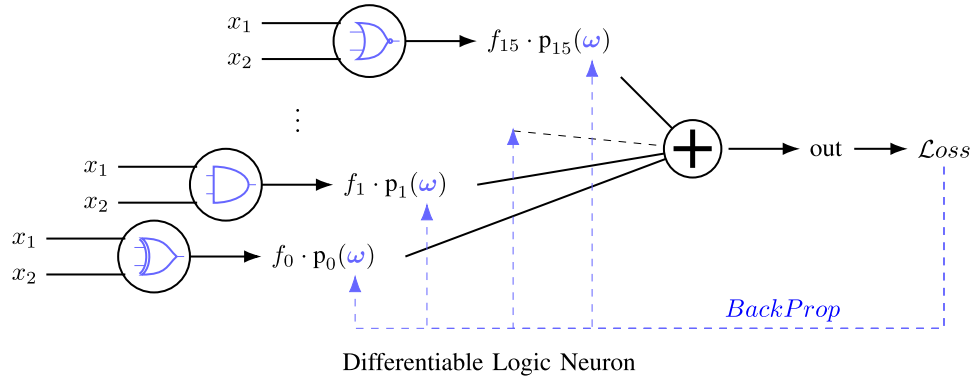 x₁
x₂
f₁₅ · p₁₅(ω)
⋮
x₁
x₂
f₁ · p₁(ω)
out
Loss
x₁
x₂
f₀ · p₀(ω)
BackProp
Differentiable Logic Neuron